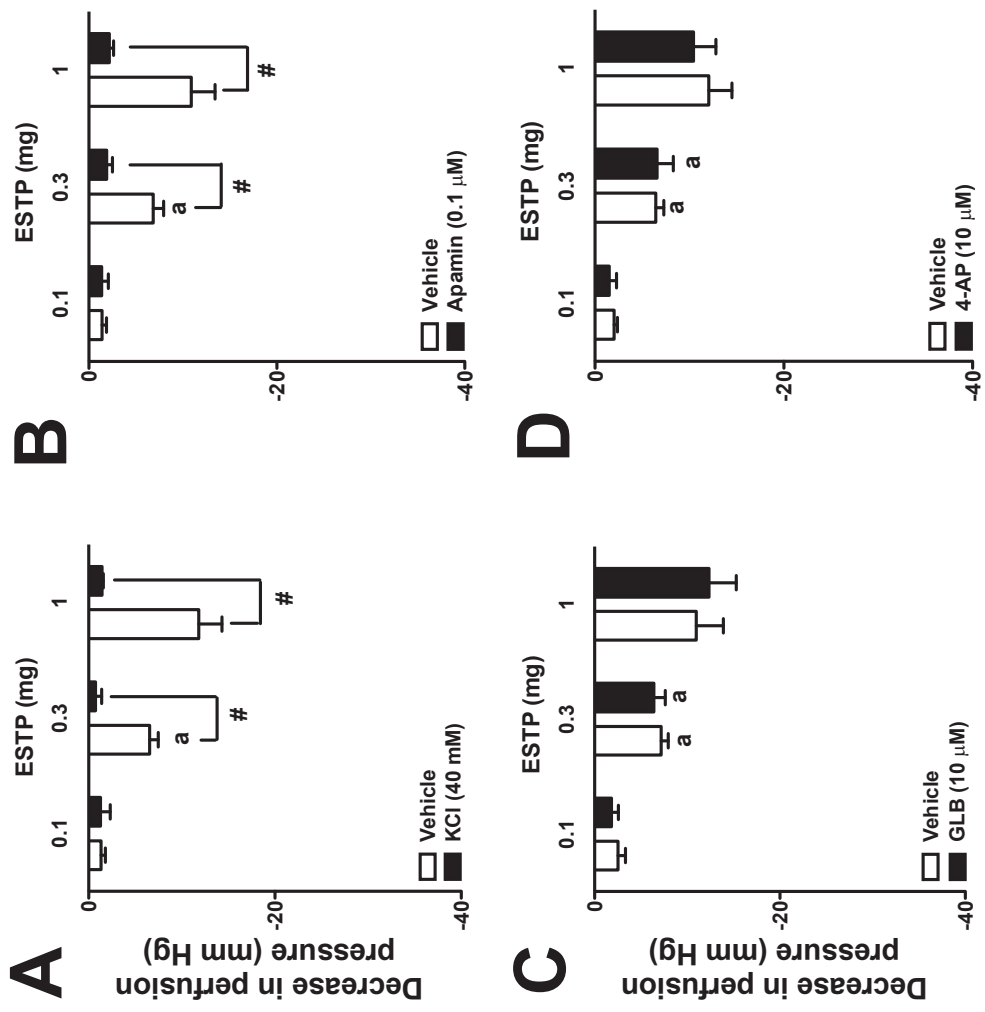 A
ESTP (mg)
0.1 0.3 1
0
-20
-40
Decrease in perfusion
pressure (mm Hg)
a
#
#
Vehicle
KCl (40 mM)
B
ESTP (mg)
0.1 0.3 1
0
-20
-40
a
#
#
Vehicle
Apamin (0.1 µM)
C
ESTP (mg)
0.1 0.3 1
0
-20
-40
Decrease in perfusion
pressure (mm Hg)
a a
Vehicle
GLB (10 µM)
D
ESTP (mg)
0.1 0.3 1
0
-20
-40
a a
Vehicle
4-AP (10 µM)